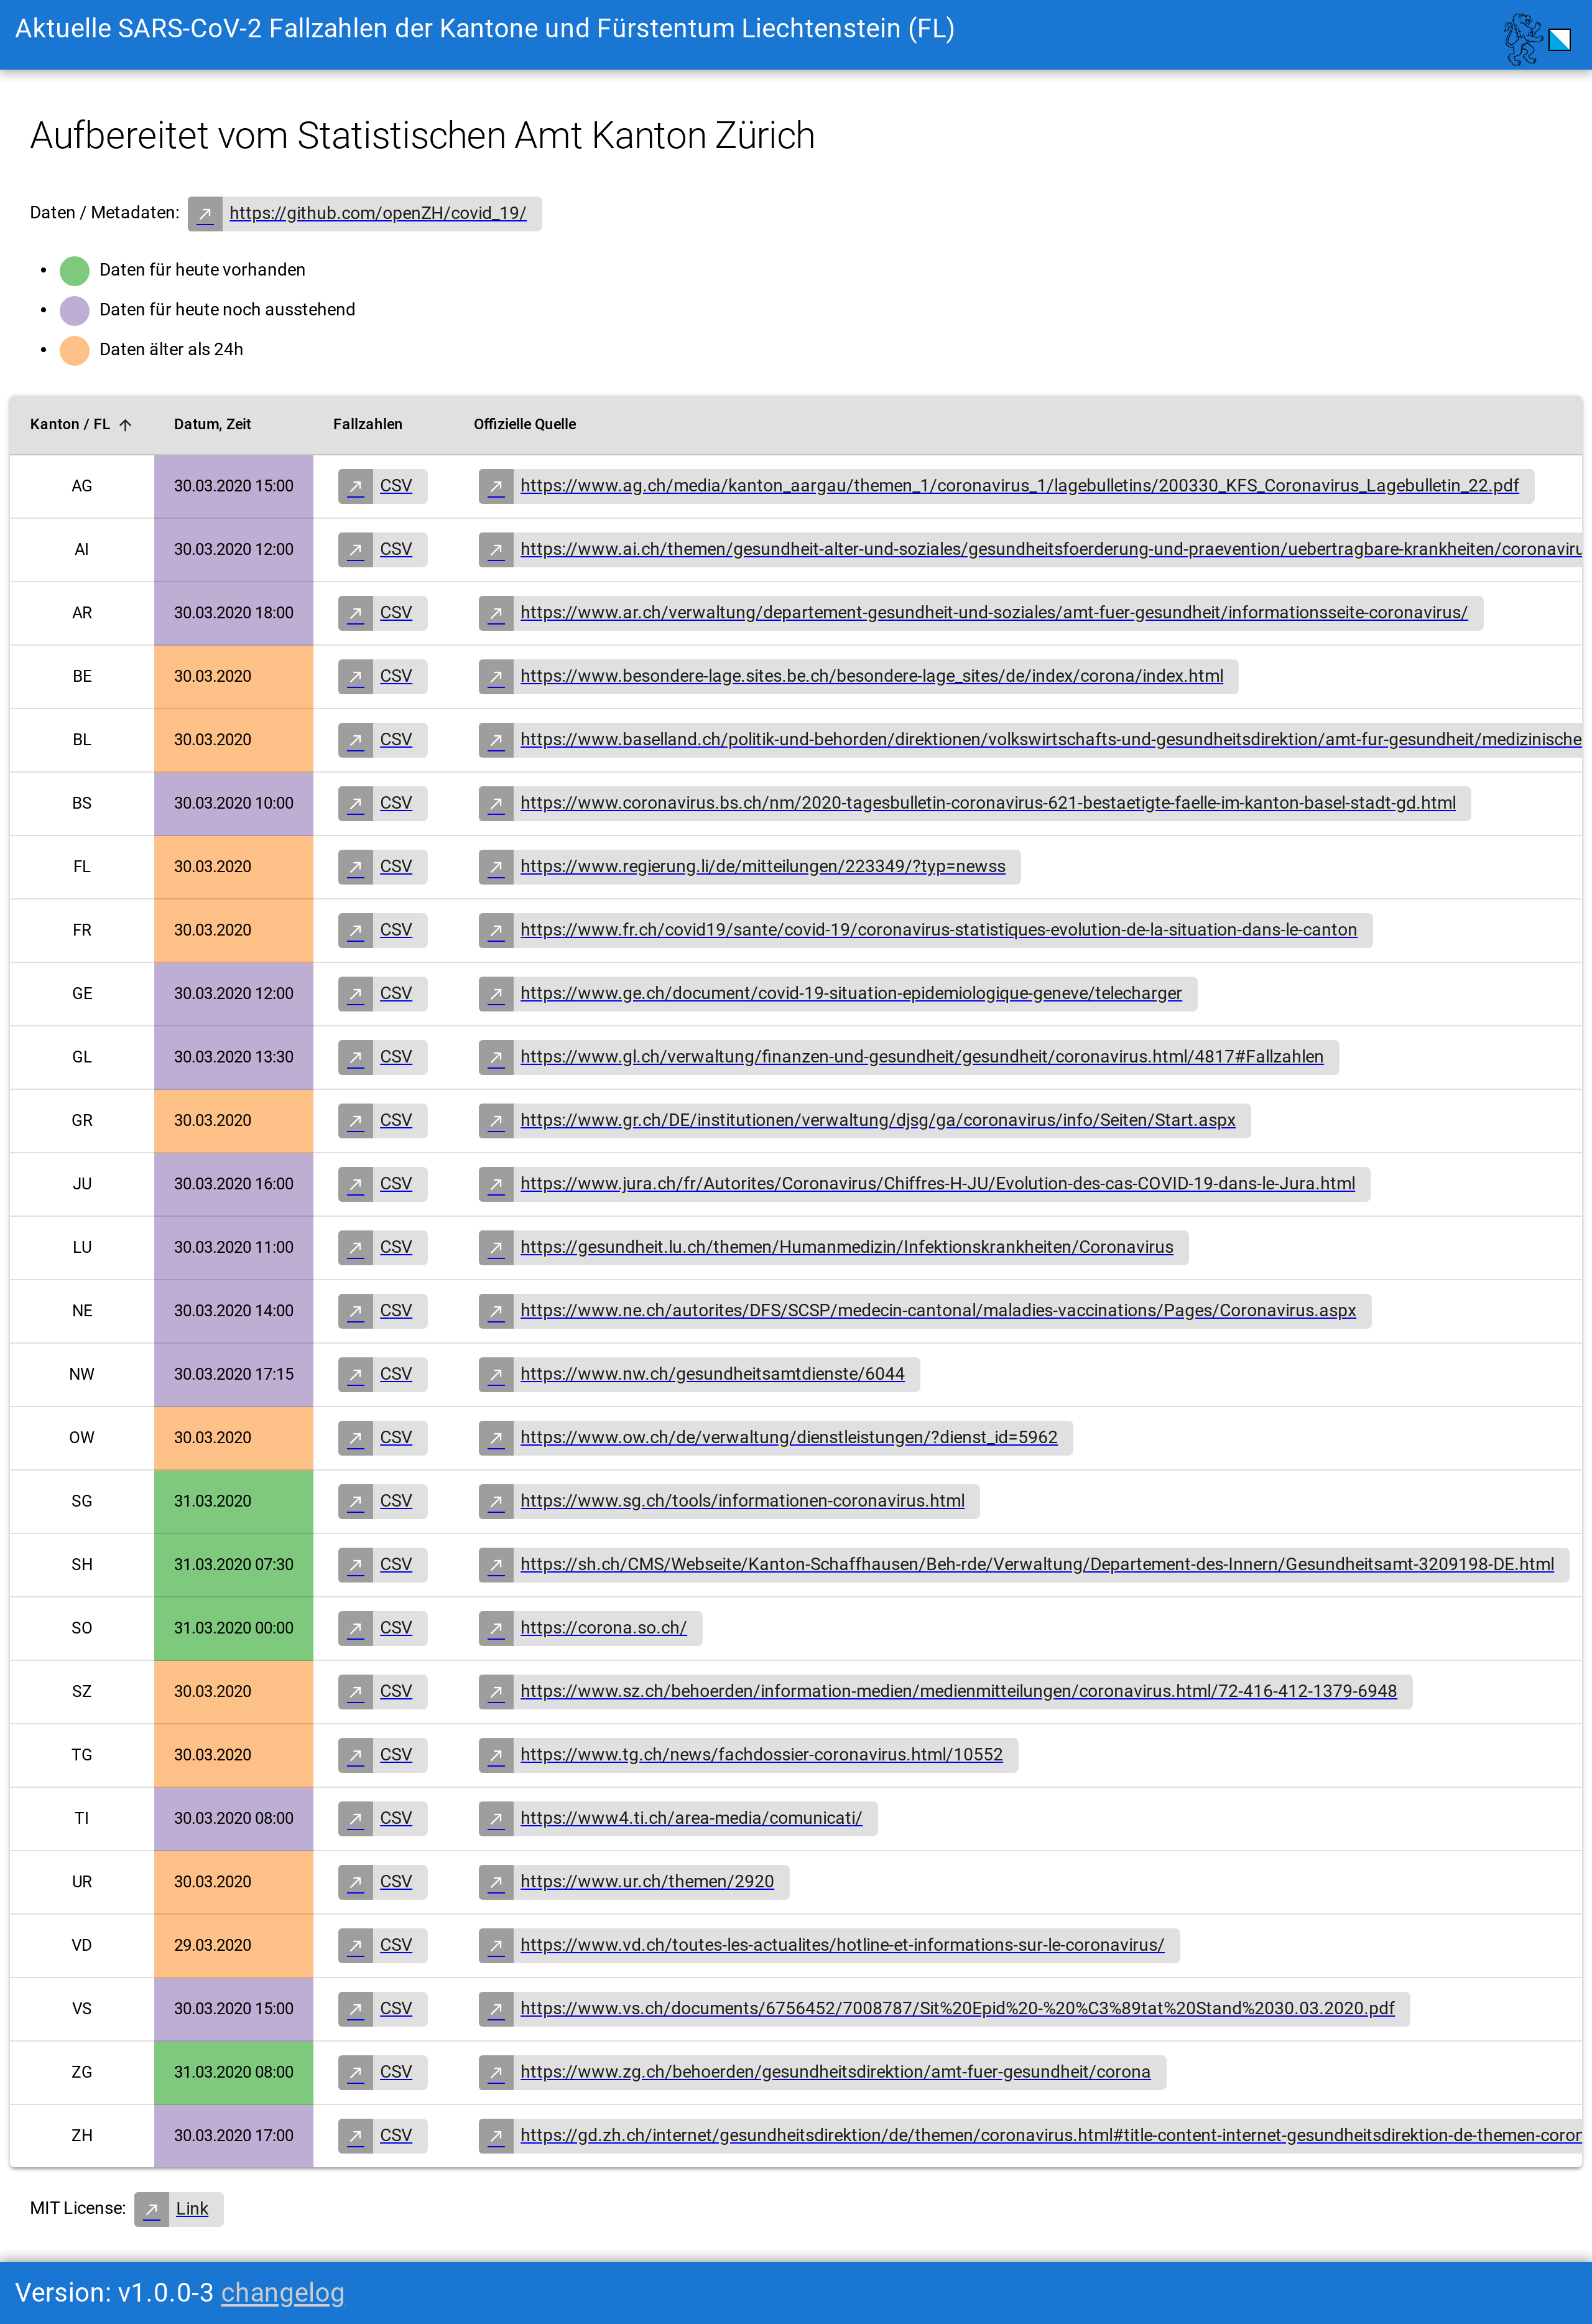 Aktuelle SARS-CoV-2 Fallzahlen der Kantone und Fürstentum Liechtenstein (FL)
Aufbereitet vom Statistischen Amt Kanton Zürich
Daten / Metadaten: https://github.com/openZH/covid_19/
Daten für heute vorhanden
Daten für heute noch ausstehend
Daten älter als 24h
Kanton / FL Datum, Zeit Fallzahlen Offizielle Quelle
AG 30.03.2020 15:00 CSV https://www.ag.ch/media/kanton_aargau/themen_1/coronavirus_1/lagebulletins/200330_KFS_Coronavirus_Lagebulletin_22.pdf
AI 30.03.2020 12:00 CSV https://www.ai.ch/themen/gesundheit-alter-und-soziales/gesundheitsfoerderung-und-praevention/uebertragbare-krankheiten/coronaviru
AR 30.03.2020 18:00 CSV https://www.ar.ch/verwaltung/departement-gesundheit-und-soziales/amt-fuer-gesundheit/informationsseite-coronavirus/
BE 30.03.2020 CSV https://www.besondere-lage.sites.be.ch/besondere-lage_sites/de/index/corona/index.html
BL 30.03.2020 CSV https://www.baselland.ch/politik-und-behorden/direktionen/volkswirtschafts-und-gesundheitsdirektion/amt-fur-gesundheit/medizinische
BS 30.03.2020 10:00 CSV https://www.coronavirus.bs.ch/nm/2020-tagesbulletin-coronavirus-621-bestaetigte-faelle-im-kanton-basel-stadt-gd.html
FL 30.03.2020 CSV https://www.regierung.li/de/mitteilungen/223349/?typ=newss
FR 30.03.2020 CSV https://www.fr.ch/covid19/sante/covid-19/coronavirus-statistiques-evolution-de-la-situation-dans-le-canton
GE 30.03.2020 12:00 CSV https://www.ge.ch/document/covid-19-situation-epidemiologique-geneve/telecharger
GL 30.03.2020 13:30 CSV https://www.gl.ch/verwaltung/finanzen-und-gesundheit/gesundheit/coronavirus.html/4817#Fallzahlen
GR 30.03.2020 CSV https://www.gr.ch/DE/institutionen/verwaltung/djsg/ga/coronavirus/info/Seiten/Start.aspx
JU 30.03.2020 16:00 CSV https://www.jura.ch/fr/Autorites/Coronavirus/Chiffres-H-JU/Evolution-des-cas-COVID-19-dans-le-Jura.html
LU 30.03.2020 11:00 CSV https://gesundheit.lu.ch/themen/Humanmedizin/Infektionskrankheiten/Coronavirus
NE 30.03.2020 14:00 CSV https://www.ne.ch/autorites/DFS/SCSP/medecin-cantonal/maladies-vaccinations/Pages/Coronavirus.aspx
NW 30.03.2020 17:15 CSV https://www.nw.ch/gesundheitsamtdienste/6044
OW 30.03.2020 CSV https://www.ow.ch/de/verwaltung/dienstleistungen/?dienst_id=5962
SG 31.03.2020 CSV https://www.sg.ch/tools/informationen-coronavirus.html
SH 31.03.2020 07:30 CSV https://sh.ch/CMS/Webseite/Kanton-Schaffhausen/Beh-rde/Verwaltung/Departement-des-Innern/Gesundheitsamt-3209198-DE.html
SO 31.03.2020 00:00 CSV https://corona.so.ch/
SZ 30.03.2020 CSV https://www.sz.ch/behoerden/information-medien/medienmitteilungen/coronavirus.html/72-416-412-1379-6948
TG 30.03.2020 CSV https://www.tg.ch/news/fachdossier-coronavirus.html/10552
TI 30.03.2020 08:00 CSV https://www4.ti.ch/area-media/comunicati/
UR 30.03.2020 CSV https://www.ur.ch/themen/2920
VD 29.03.2020 CSV https://www.vd.ch/toutes-les-actualites/hotline-et-informations-sur-le-coronavirus/
VS 30.03.2020 15:00 CSV https://www.vs.ch/documents/6756452/7008787/Sit%20Epid%20-%20%C3%89tat%20Stand%2030.03.2020.pdf
ZG 31.03.2020 08:00 CSV https://www.zg.ch/behoerden/gesundheitsdirektion/amt-fuer-gesundheit/corona
ZH 30.03.2020 17:00 CSV https://gd.zh.ch/internet/gesundheitsdirektion/de/themen/coronavirus.html#title-content-internet-gesundheitsdirektion-de-themen-coron
MIT License: Link
Version: v1.0.0-3 changelog